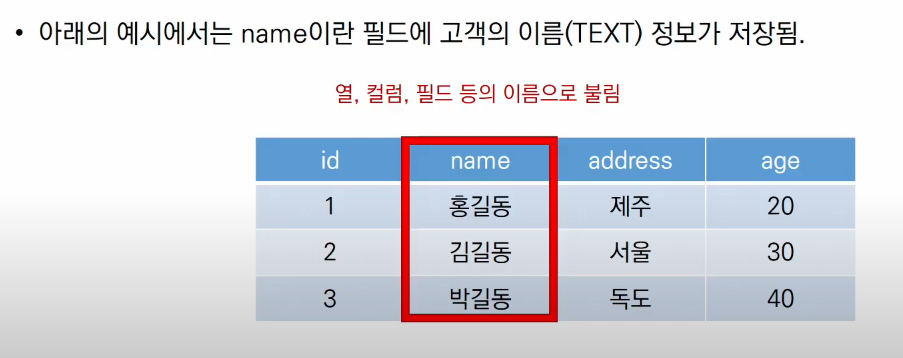 • 아래의 예시에서는 name이란 필드에 고객의 이름(TEXT) 정보가 저장됨.
열, 컬럼, 필드 등의 이름으로 불림
id name address age
1 홍길동 제주 20
2 김길동 서울 30
3 박길동 독도 40